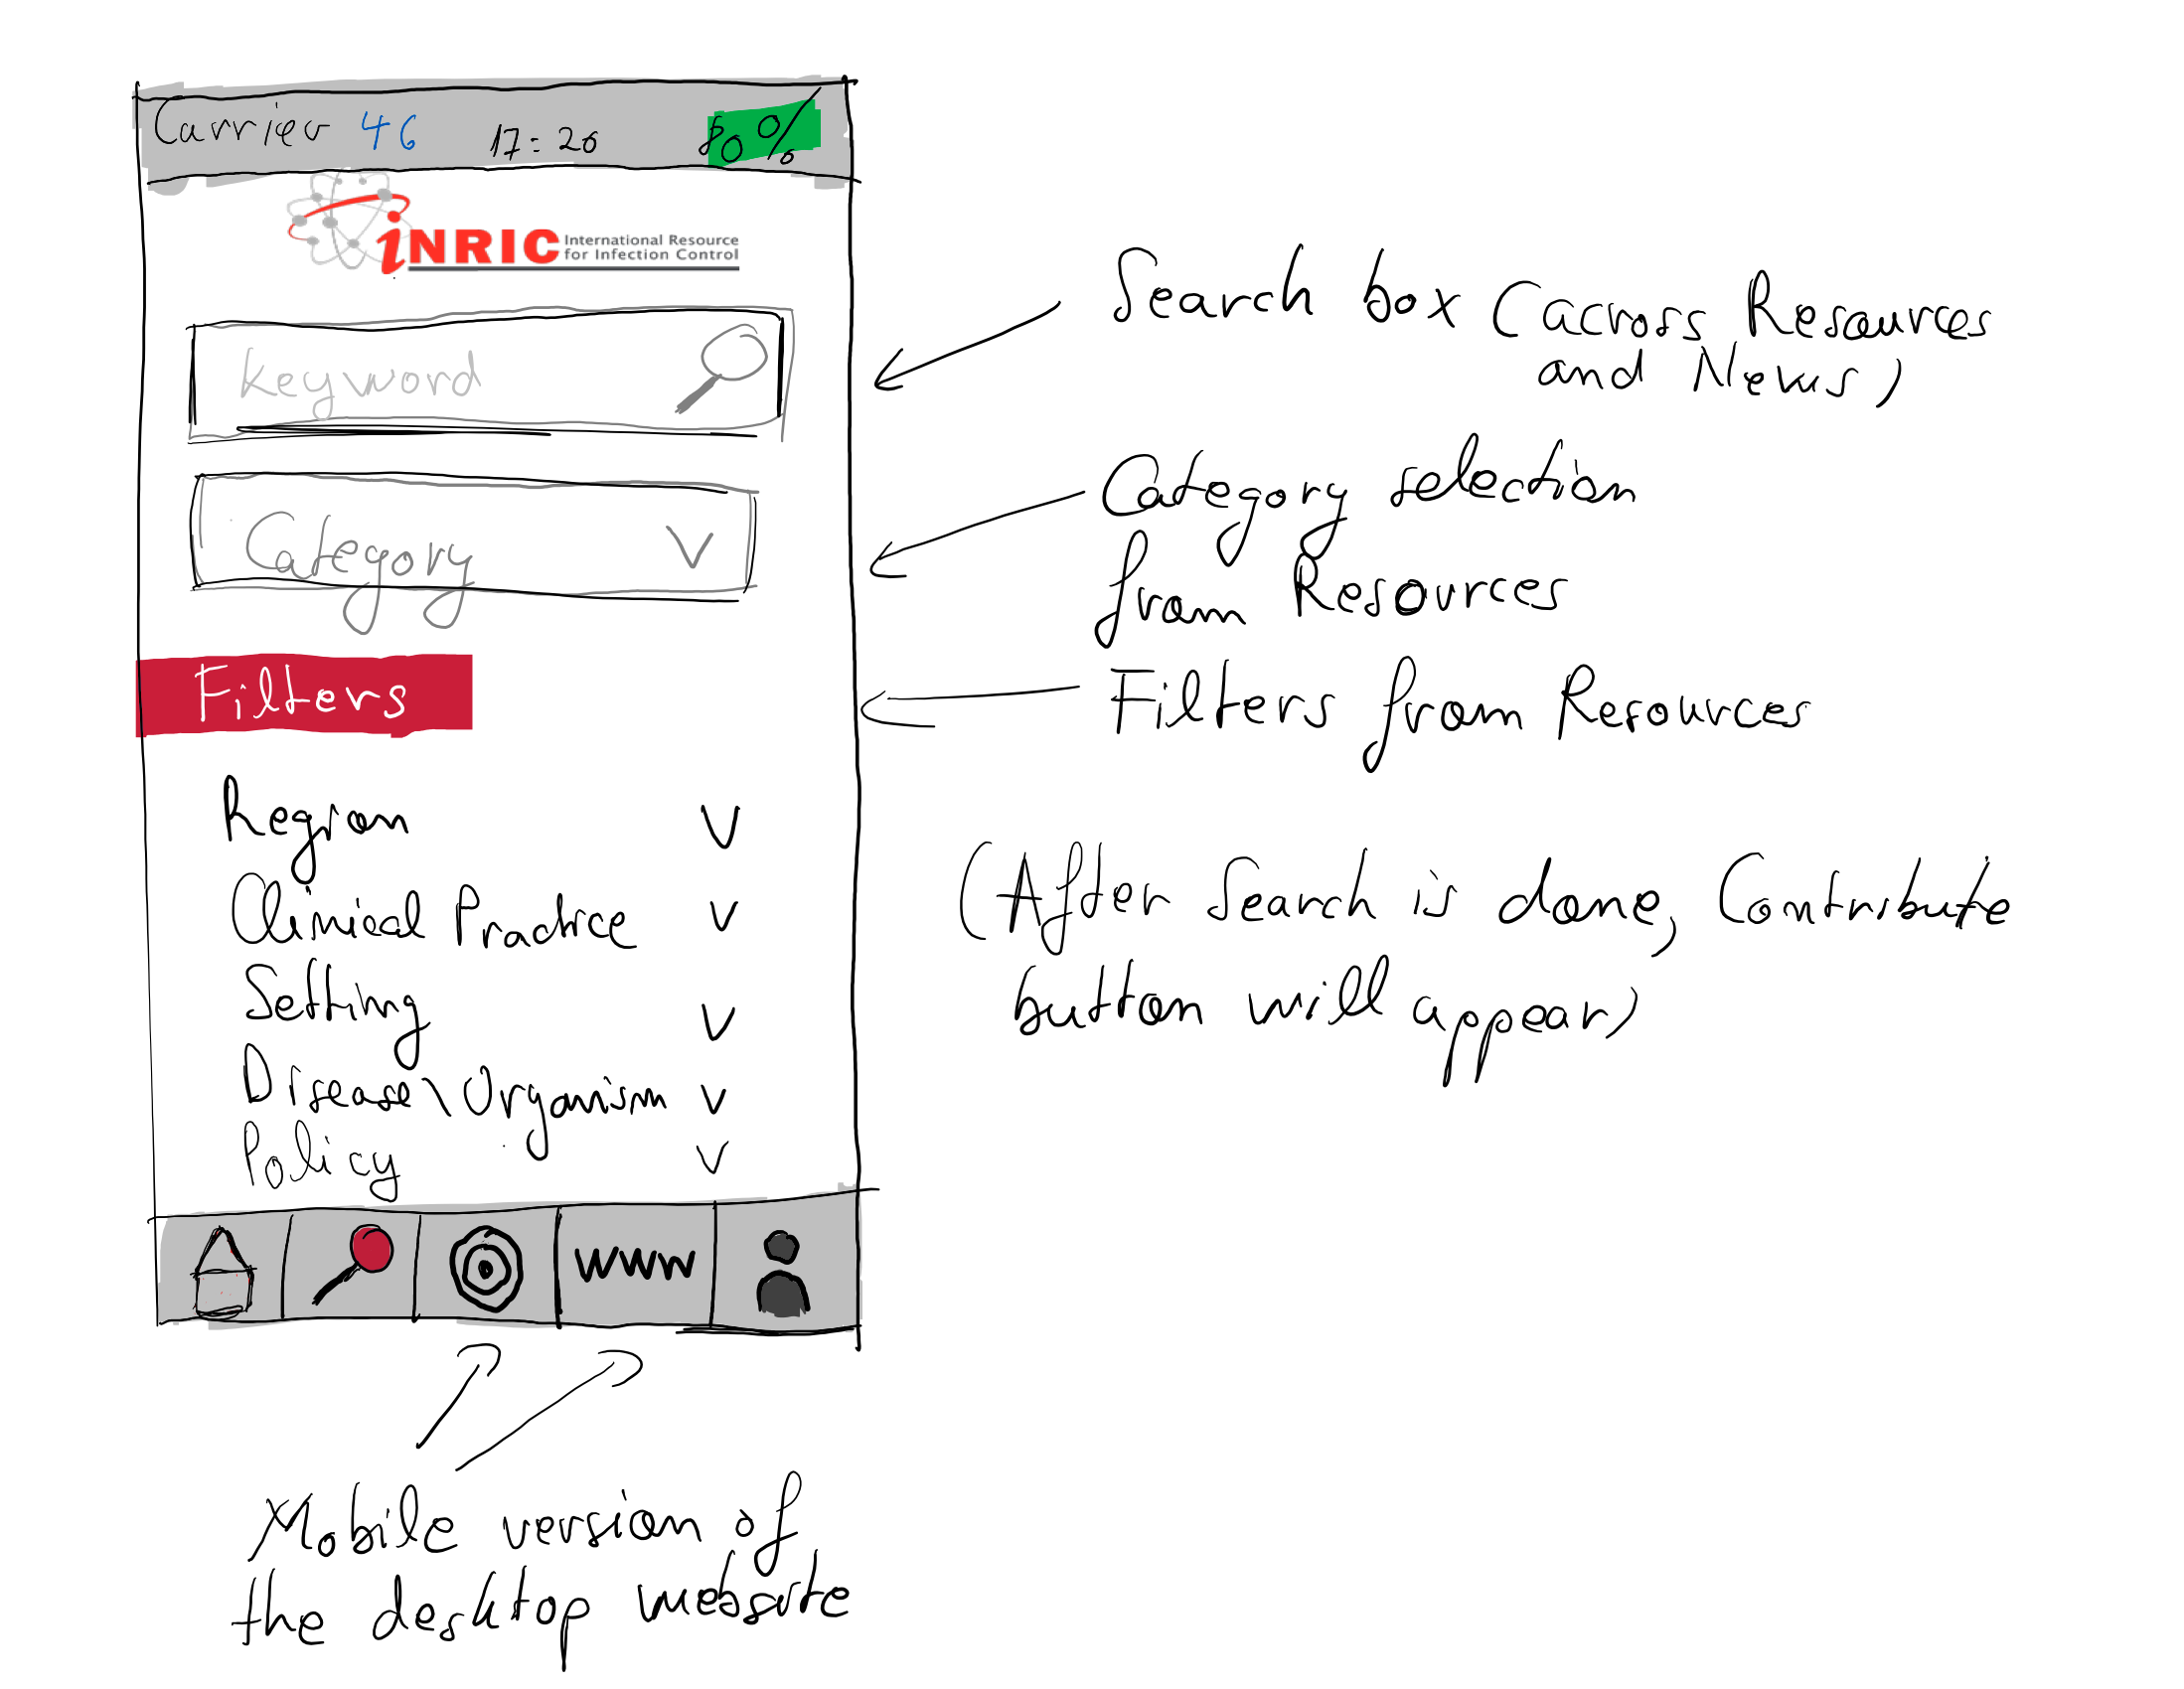 Carrier 4G 17:26 80%
iNRIC International Resource
for Infection Control
Keyword
Category
Filters
Region
Clinical Practice
Setting
Disease\Organism
Policy
www
Search box (accross Resources
and News)
Category selection
from Resources
Filters from Resources
(After Search is done, Contribute
button will appear)
Mobile version of
the desktop website